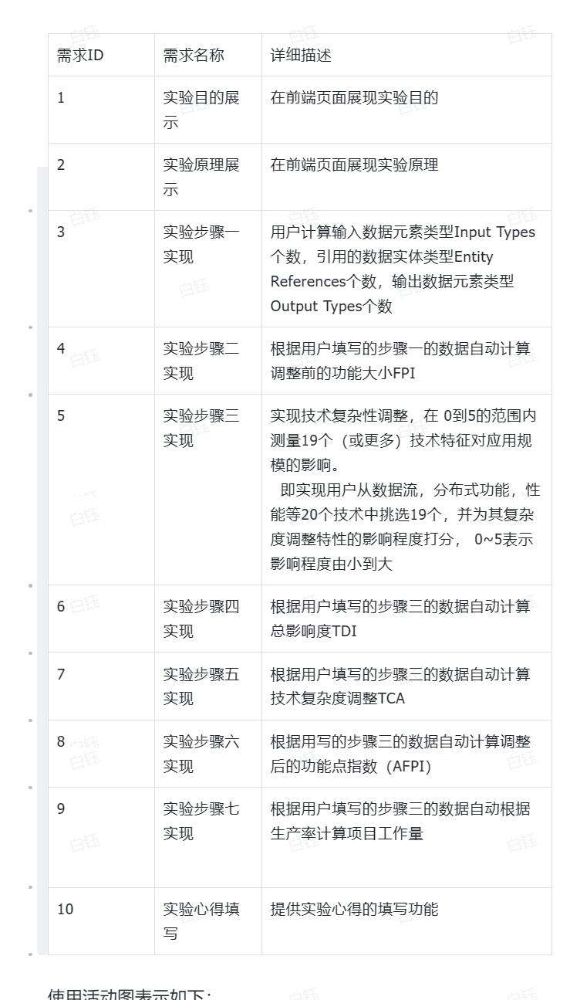 需求ID 需求名称 详细描述
1 实验目的展 在前端页面展现实验目的
示
2 实验原理展 在前端页面展现实验原理
示
3 实验步骤一 用户计算输入数据元素类型Input Types
实现 个数，引用的数据实体类型Entity
References个数，输出数据元素类型
Output Types个数
4 实验步骤二 根据用户填写的步骤一的数据自动计算
实现 调整前的功能大小FPI
5 实验步骤三 实现技术复杂性调整，在 0到5的范围内
实现 测量19个（或更多）技术特征对应用规
模的影响。
即实现用户从数据流，分布式功能，性
能等20个技术中挑选19个，并为其复杂
度调整特性的影响程度打分， 0~5表示
影响程度由小到大
6 实验步骤四 根据用户填写的步骤三的数据自动计算
实现 总影响度TDI
7 实验步骤五 根据用户填写的步骤三的数据自动计算
实现 技术复杂度调整TCA
8 实验步骤六 根据用写的步骤三的数据自动计算调整
实现 后的功能点指数（AFPI）
9 实验步骤七 根据用户填写的步骤三的数据自动根据
实现 生产率计算项目工作量
10 实验心得填 提供实验心得的填写功能
写
使用活动图表示如下：
白钰